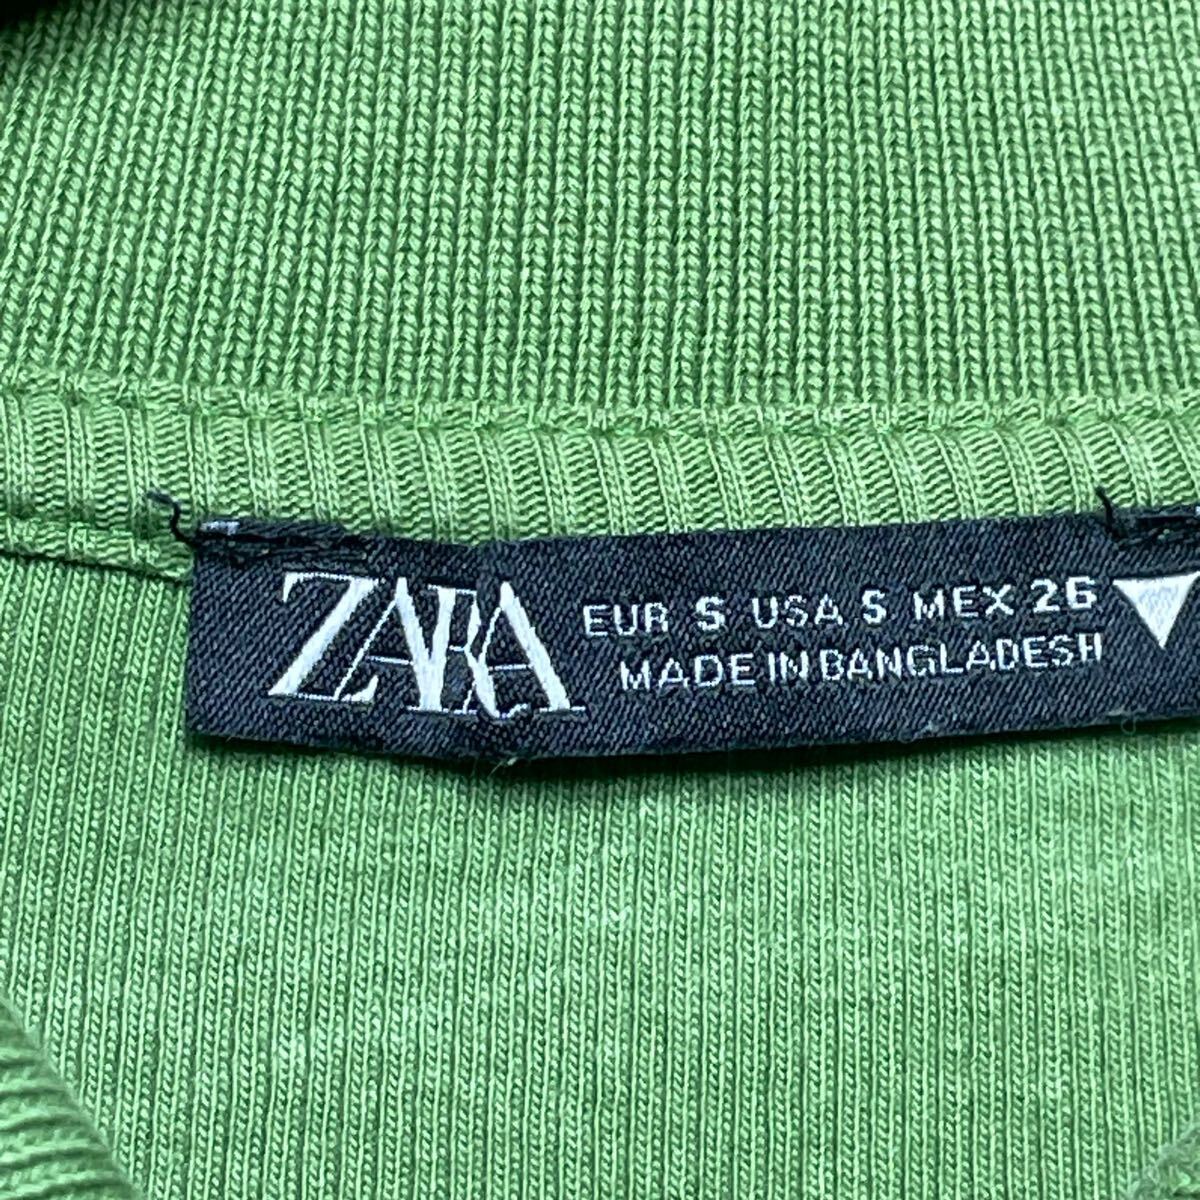 ZARA
EUR S USA S MEX 26
MADE IN BANGLADESH